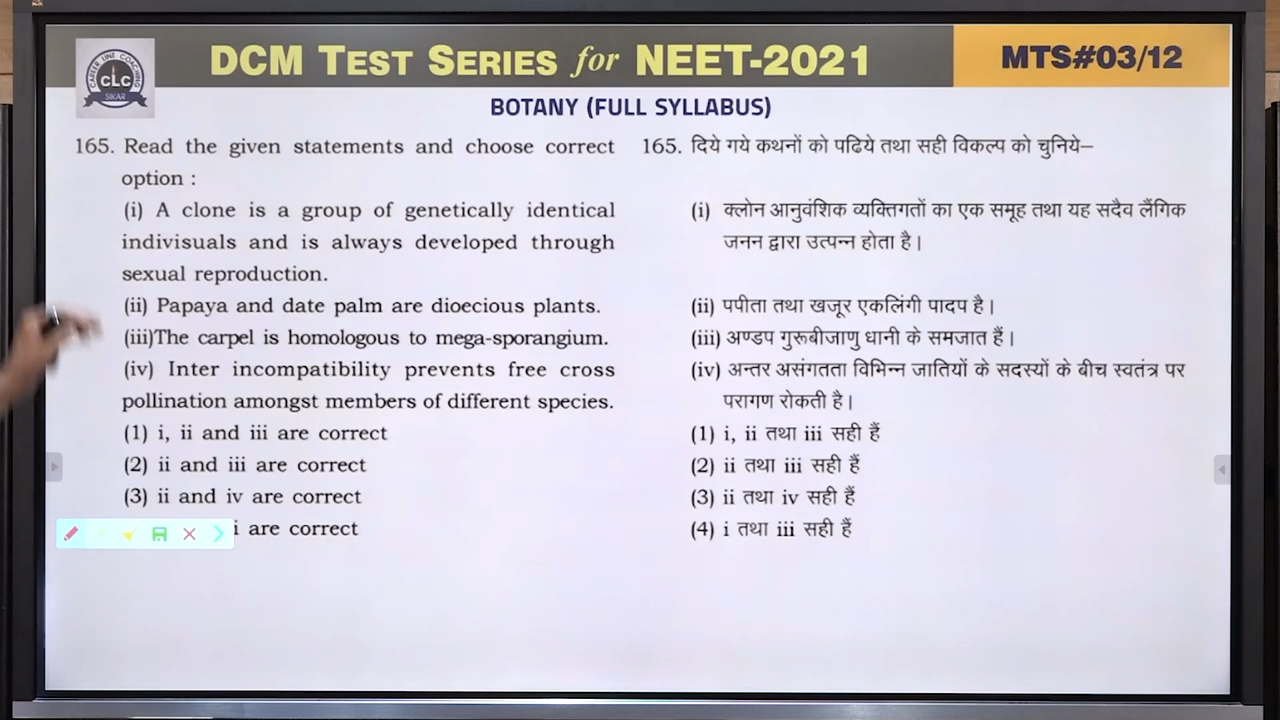 DCM TEST SERIES for NEET-2021
MTS#03/12
CAREER LINE COACHING
CLC
SIKAR
BOTANY (FULL SYLLABUS)
165. Read the given statements and choose correct
option :
(i) A clone is a group of genetically identical
indivisuals and is always developed through
sexual reproduction.
(ii) Papaya and date palm are dioecious plants.
(iii)The carpel is homologous to mega-sporangium.
(iv) Inter incompatibility prevents free cross
pollination amongst members of different species.
(1) i, ii and iii are correct
(2) ii and iii are correct
(3) ii and iv are correct
i are correct
165. दिये गये कथनों को पढिये तथा सही विकल्प को चुनिये–
(i) क्लोन आनुवंशिक व्यक्तिगतों का एक समूह तथा यह सदैव लैंगिक
जनन द्वारा उत्पन्न होता है।
(ii) पपीता तथा खजूर एकलिंगी पादप है।
(iii) अण्डप गुरूबीजाणु धानी के समजात हैं।
(iv) अन्तर असंगतता विभिन्न जातियों के सदस्यों के बीच स्वतंत्र पर
परागण रोकती है।
(1) i, ii तथा iii सही हैं
(2) ii तथा iii सही हैं
(3) ii तथा iv सही हैं
(4) i तथा iii सही हैं